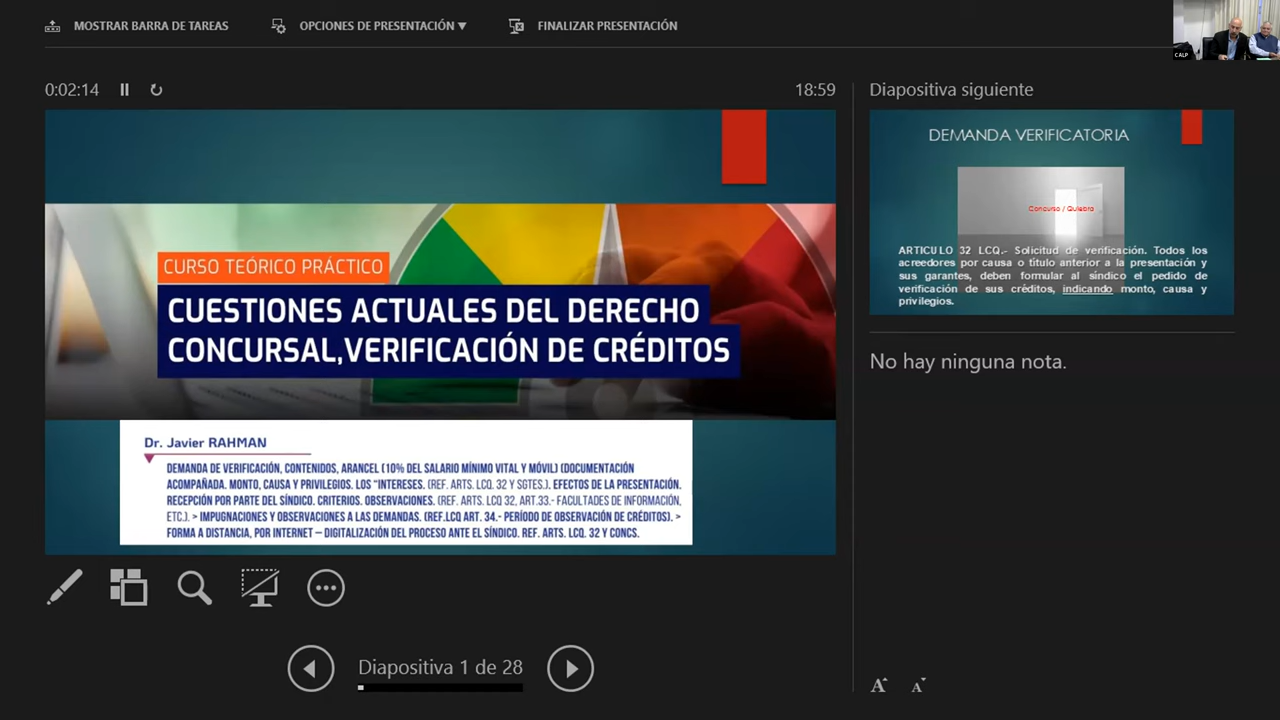 MOSTRAR BARRA DE TAREAS
OPCIONES DE PRESENTACIÓN ▼
FINALIZAR PRESENTACIÓN
CALP
0:02:14
18:59
CURSO TEÓRICO PRÁCTICO
CUESTIONES ACTUALES DEL DERECHO
CONCURSAL,VERIFICACIÓN DE CRÉDITOS
Dr. Javier RAHMAN
DEMANDA DE VERIFICACIÓN, CONTENIDOS, ARANCEL (10% DEL SALARIO MÍNIMO VITAL Y MÓVIL) (DOCUMENTACIÓN
ACOMPAÑADA. MONTO, CAUSA Y PRIVILEGIOS. LOS "INTERESES. (REF. ARTS. LCQ. 32 Y SGTES.). EFECTOS DE LA PRESENTACIÓN.
RECEPCIÓN POR PARTE DEL SÍNDICO. CRITERIOS. OBSERVACIONES. (REF. ARTS. LCQ 32, ART.33.- FACULTADES DE INFORMACIÓN,
ETC.). > IMPUGNACIONES Y OBSERVACIONES A LAS DEMANDAS. (REF.LCQ ART. 34.- PERÍODO DE OBSERVACIÓN DE CRÉDITOS). >
FORMA A DISTANCIA, POR INTERNET – DIGITALIZACIÓN DEL PROCESO ANTE EL SÍNDICO. REF. ARTS. LCQ. 32 Y CONCS.
Diapositiva 1 de 28
Diapositiva siguiente
DEMANDA VERIFICATORIA
Concurso / Quiebra
ARTICULO 32 LCQ.- Solicitud de verificación. Todos los
acreedores por causa o título anterior a la presentación y
sus garantes, deben formular al síndico el pedido de
verificación de sus créditos, indicando monto, causa y
privilegios.
No hay ninguna nota.
A A